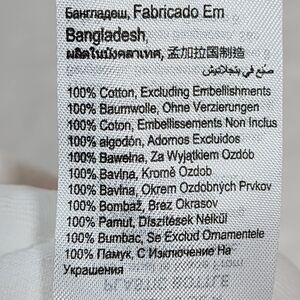 Бангладеш, Fabricado Em
Bangladesh,
ผลิตในบังคลาเทศ, 孟加拉国制造
صنع في بنجلاديش
100% Cotton, Excluding Embellishments
100% Baumwolle, Ohne Verzierungen
100% Coton, Embellissements Non Inclus
100% algodón, Adornos Excluidos
100% Bawełna, Za Wyjątkiem Ozdób
100% Bavlna, Kromě Ozdob
100% Bavlna, Okrem Ozdobných Prvkov
100% Bombaž, Brez Okrasov
100% Pamut, Díszítések Nélkül
100% Bumbac, Se Exclud Ornamentele
100% Памук, С Изключение На
Украшения